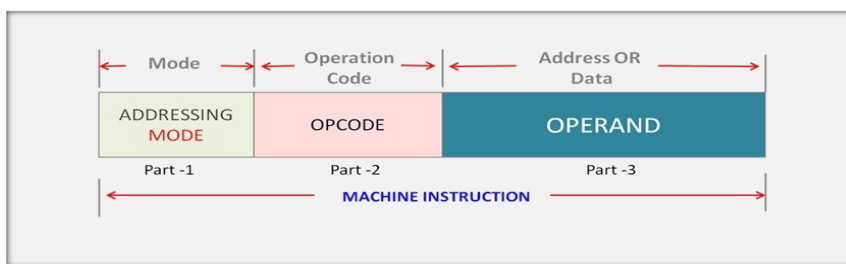 Mode
Operation
Code
Address OR
Data
ADDRESSING
MODE
OPCODE
OPERAND
Part -1
Part -2
Part -3
MACHINE INSTRUCTION